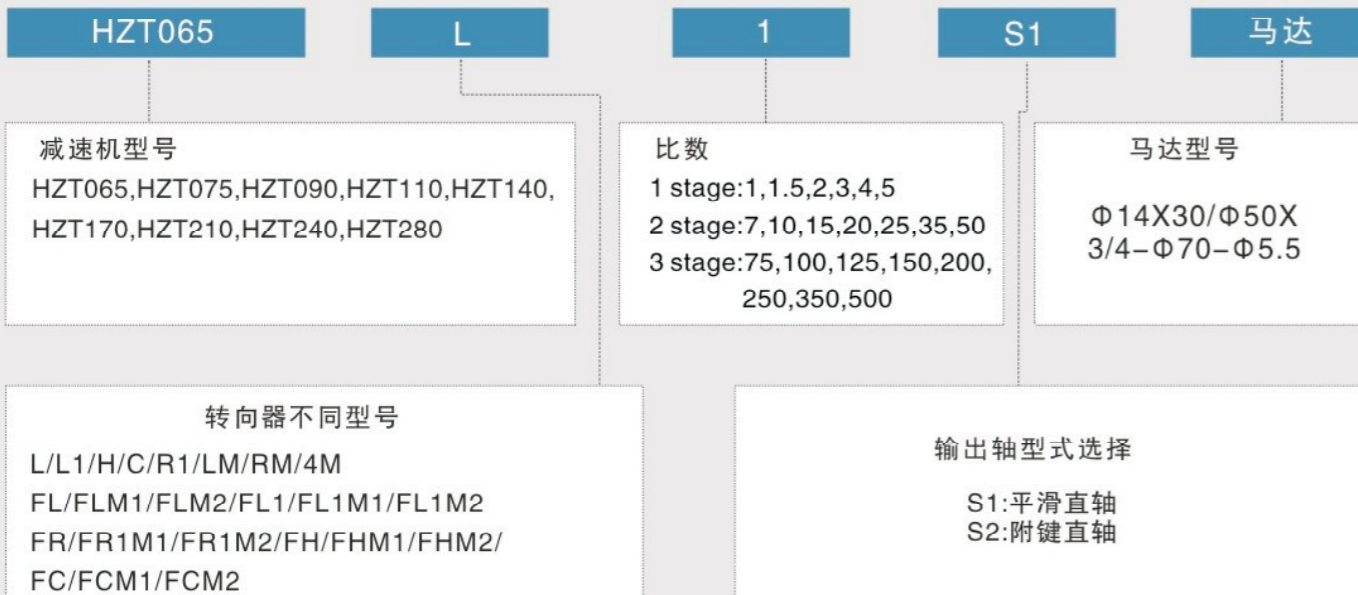 HZT065
L
1
S1
马达
减速机型号
HZT065,HZT075,HZT090,HZT110,HZT140,
HZT170,HZT210,HZT240,HZT280
比数
1 stage:1,1.5,2,3,4,5
2 stage:7,10,15,20,25,35,50
3 stage:75,100,125,150,200,
250,350,500
马达型号
Φ14X30/Φ50X
3/4-Φ70-Φ5.5
转向器不同型号
L/L1/H/C/R1/LM/RM/4M
FL/FLM1/FLM2/FL1/FL1M1/FL1M2
FR/FR1M1/FR1M2/FH/FHM1/FHM2/
FC/FCM1/FCM2
输出轴型式选择
S1:平滑直轴
S2:附键直轴